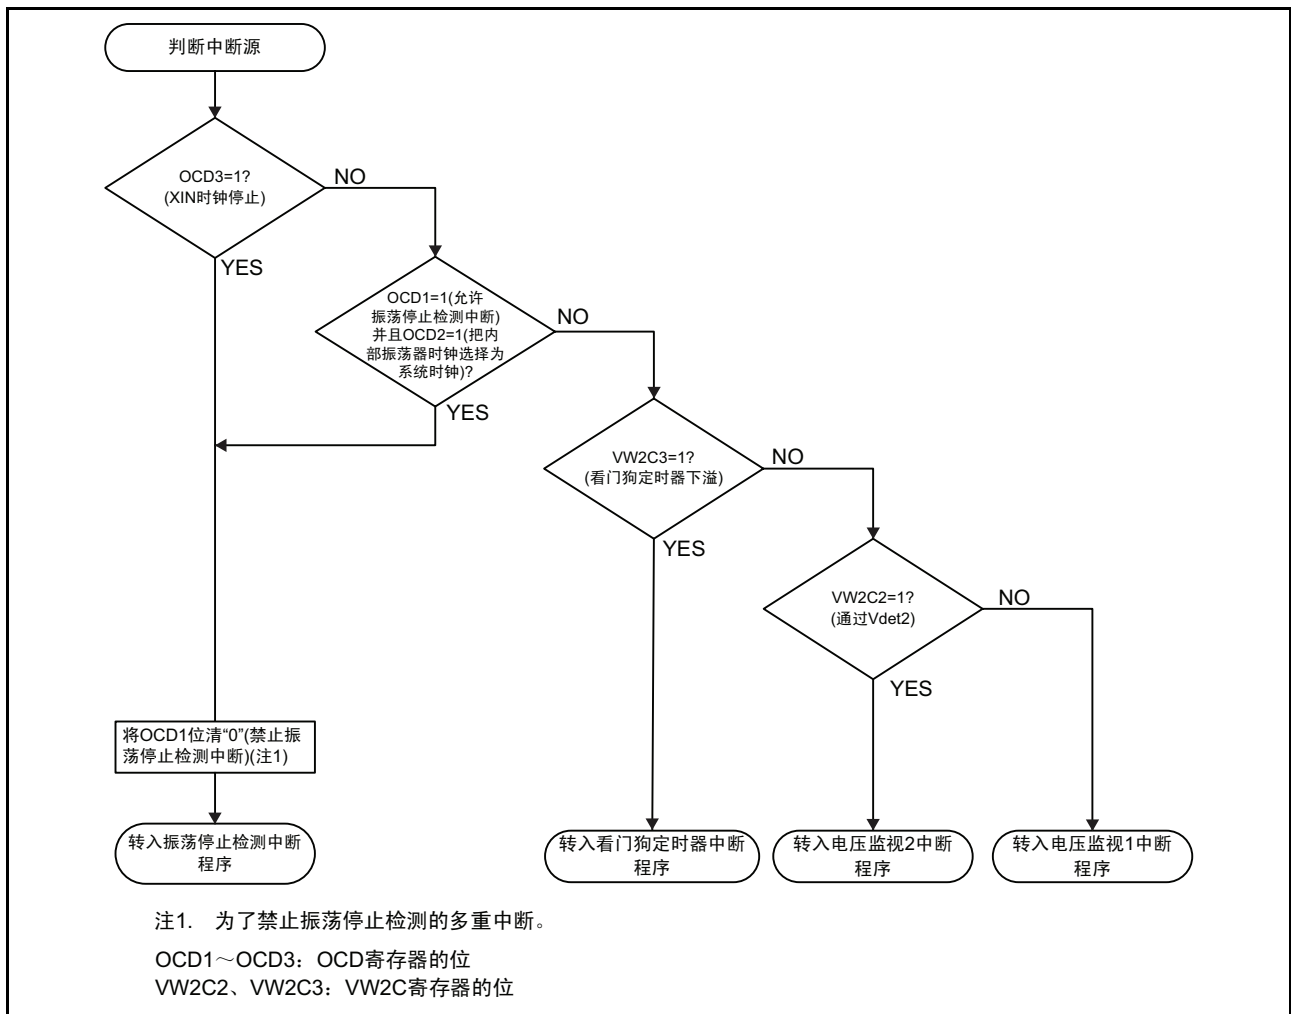 判断中断源
OCD3=1?
(XIN时钟停止)
NO
YES
OCD1=1(允许
振荡停止检测中断)
并且OCD2=1(把内
部振荡器时钟选择为
系统时钟)?
NO
YES
VW2C3=1?
(看门狗定时器下溢)
NO
YES
VW2C2=1?
(通过Vdet2)
NO
YES
将OCD1位清“0”(禁止振
荡停止检测中断)(注1)
转入振荡停止检测中断
程序
转入看门狗定时器中断
程序
转入电压监视2中断
程序
转入电压监视1中断
程序
注1. 为了禁止振荡停止检测的多重中断。
OCD1～OCD3：OCD寄存器的位
VW2C2、VW2C3：VW2C寄存器的位